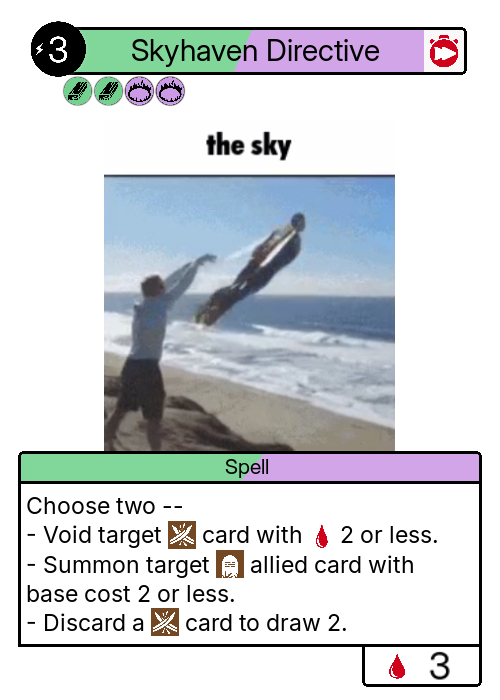 3
Skyhaven Directive
the sky
Spell
Choose two --
- Void target card with 2 or less.
- Summon target allied card with
base cost 2 or less.
- Discard a card to draw 2.
3